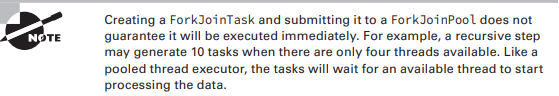 NOTE
Creating a ForkJoinTask and submitting it to a ForkJoinPool does not
guarantee it will be executed immediately. For example, a recursive step
may generate 10 tasks when there are only four threads available. Like a
pooled thread executor, the tasks will wait for an available thread to start
processing the data.